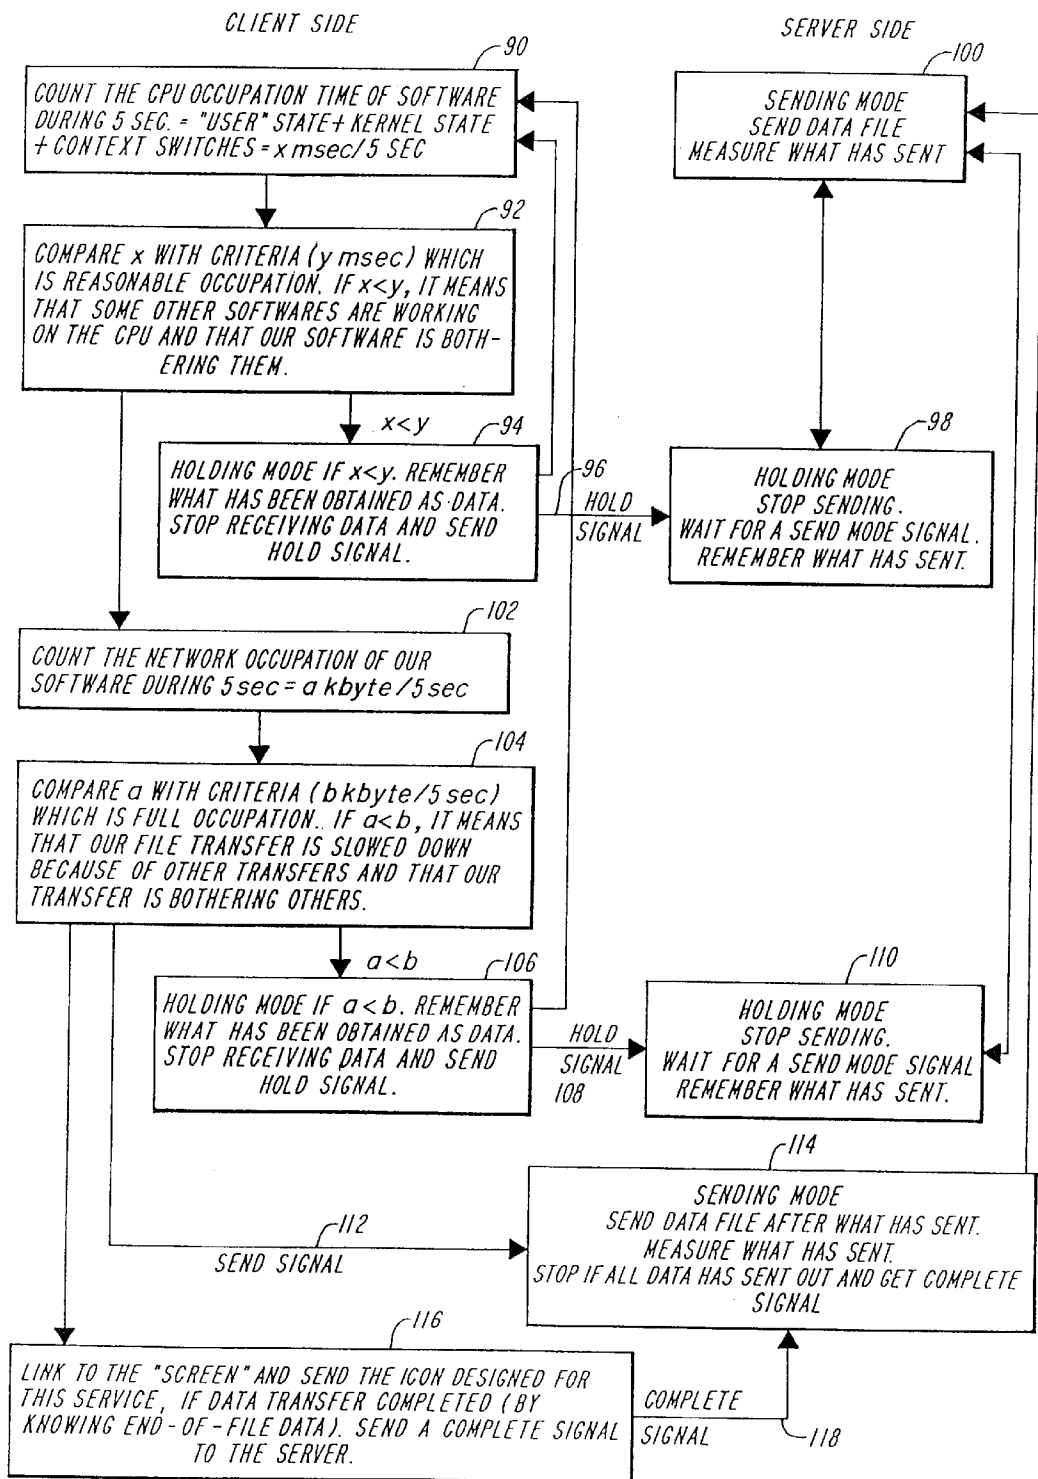 CLIENT SIDE
SERVER SIDE
90
COUNT THE CPU OCCUPATION TIME OF SOFTWARE
DURING 5 SEC. = "USER" STATE + KERNEL STATE
+ CONTEXT SWITCHES = x msec/5 SEC
100
SENDING MODE
SEND DATA FILE
MEASURE WHAT HAS SENT
92
COMPARE x WITH CRITERIA (y msec) WHICH
IS REASONABLE OCCUPATION. IF x<y, IT MEANS
THAT SOME OTHER SOFTWARES ARE WORKING
ON THE CPU AND THAT OUR SOFTWARE IS BOTH-
ERING THEM.
x<y
94
HOLDING MODE IF x<y. REMEMBER
WHAT HAS BEEN OBTAINED AS DATA.
STOP RECEIVING DATA AND SEND
HOLD SIGNAL.
96
HOLD
SIGNAL
98
HOLDING MODE
STOP SENDING.
WAIT FOR A SEND MODE SIGNAL.
REMEMBER WHAT HAS SENT.
102
COUNT THE NETWORK OCCUPATION OF OUR
SOFTWARE DURING 5 sec = a kbyte/5 sec
104
COMPARE a WITH CRITERIA (b kbyte/5 sec)
WHICH IS FULL OCCUPATION.. IF a<b, IT MEANS
THAT OUR FILE TRANSFER IS SLOWED DOWN
BECAUSE OF OTHER TRANSFERS AND THAT OUR
TRANSFER IS BOTHERING OTHERS.
a<b
106
HOLDING MODE IF a<b. REMEMBER
WHAT HAS BEEN OBTAINED AS DATA.
STOP RECEIVING DATA AND SEND
HOLD SIGNAL.
HOLD
SIGNAL
108
110
HOLDING MODE
STOP SENDING.
WAIT FOR A SEND MODE SIGNAL
REMEMBER WHAT HAS SENT.
112
SEND SIGNAL
114
SENDING MODE
SEND DATA FILE AFTER WHAT HAS SENT.
MEASURE WHAT HAS SENT.
STOP IF ALL DATA HAS SENT OUT AND GET COMPLETE
SIGNAL
116
LINK TO THE "SCREEN" AND SEND THE ICON DESIGNED FOR
THIS SERVICE, IF DATA TRANSFER COMPLETED (BY
KNOWING END-OF-FILE DATA). SEND A COMPLETE SIGNAL
TO THE SERVER.
COMPLETE
SIGNAL
118